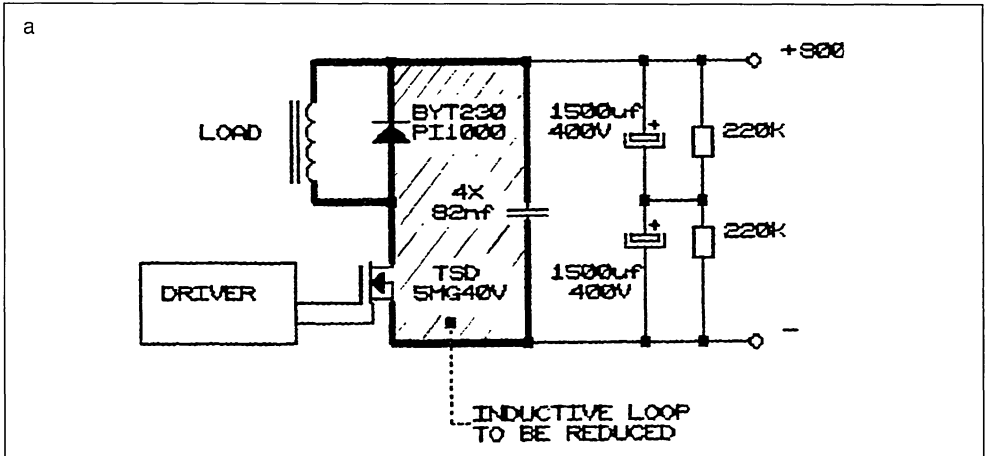 a
+800
BYT230
PI1000
1500uf
400V
LOAD
220K
4X
82nf
220K
TSD
5MG40V
1500uf
400V
DRIVER
INDUCTIVE LOOP
TO BE REDUCED